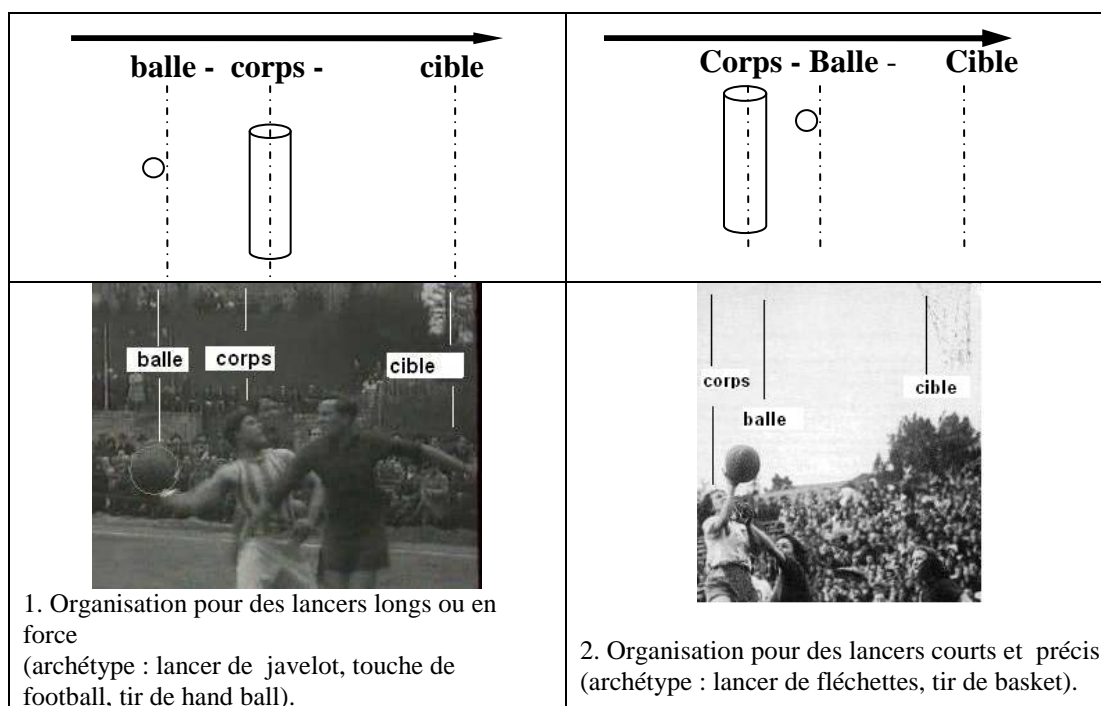 balle - corps - cible
Corps - Balle - Cible
balle corps
cible
corps
cible
balle
1. Organisation pour des lancers longs ou en
force
(archétype : lancer de javelot, touche de
football, tir de hand ball).
2. Organisation pour des lancers courts et précis
(archétype : lancer de fléchettes, tir de basket).